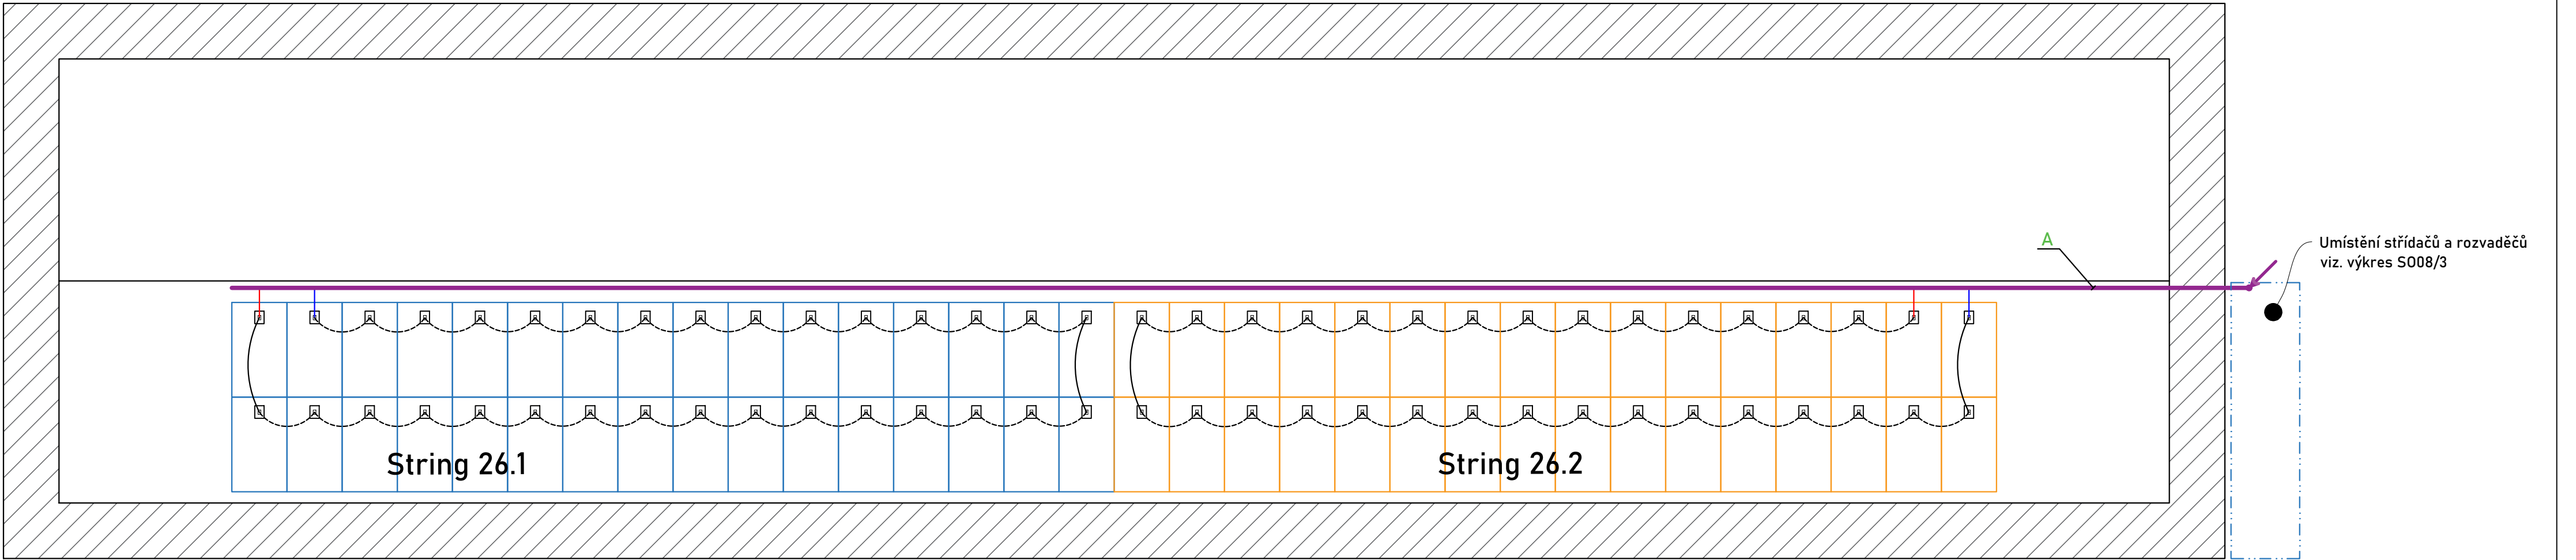 A
Umístění střídačů a rozvaděčů
viz. výkres SO08/3
String 26.1
String 26.2